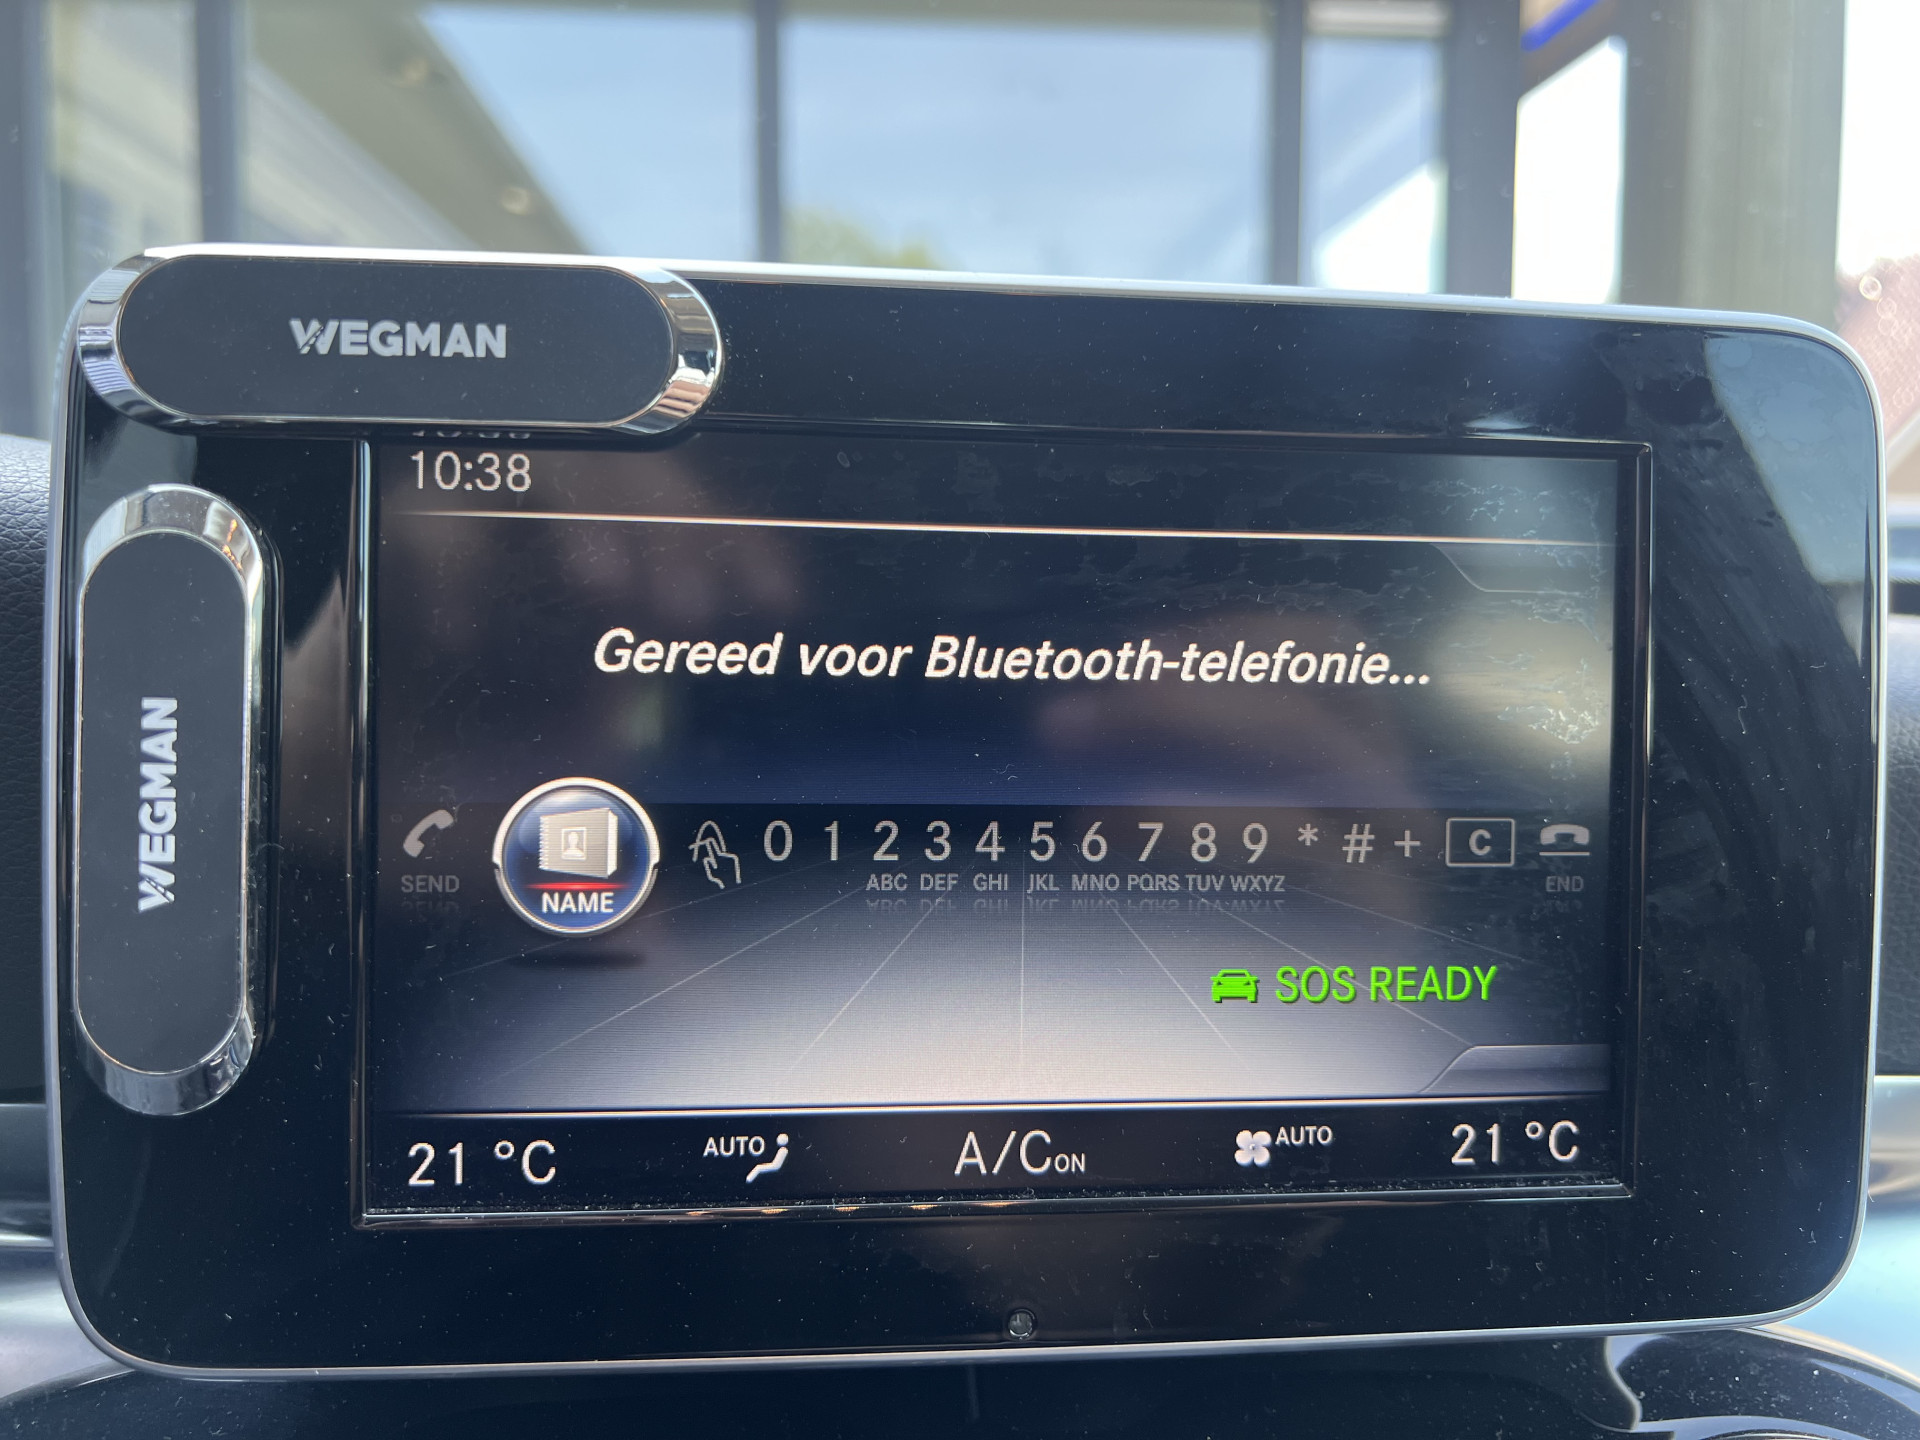 WEGMAN
WEGMAN
10:38
Gereed voor Bluetooth-telefonie...
SEND
NAME
0 1 2 3 4 5 6 7 8 9 * # + C
ABC DEF GHI JKL MNO PQRS TUV WXYZ
END
SOS READY
21 °C AUTO A/C ON AUTO 21 °C